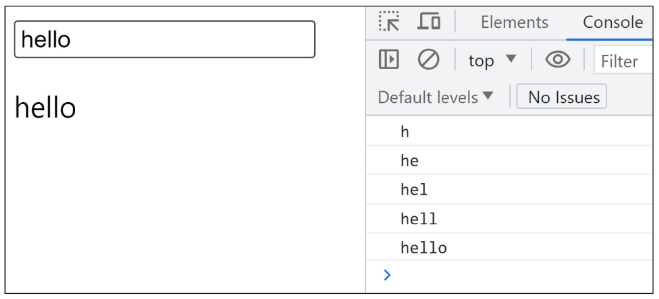 hello
hello
Elements Console
top Filter
Default levels No Issues
h
he
hel
hell
hello